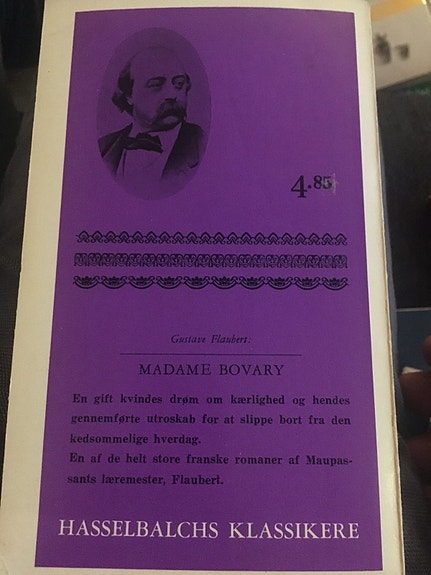 4.85
Gustave Flaubert:
MADAME BOVARY
En gift kvindes drøm om kærlighed og hendes
gennemførte utroskab for at slippe bort fra den
kedsommelige hverdag.
En af de helt store franske romaner af Maupas-
sants læremester, Flaubert.
HASSELBALCHS KLASSIKERE